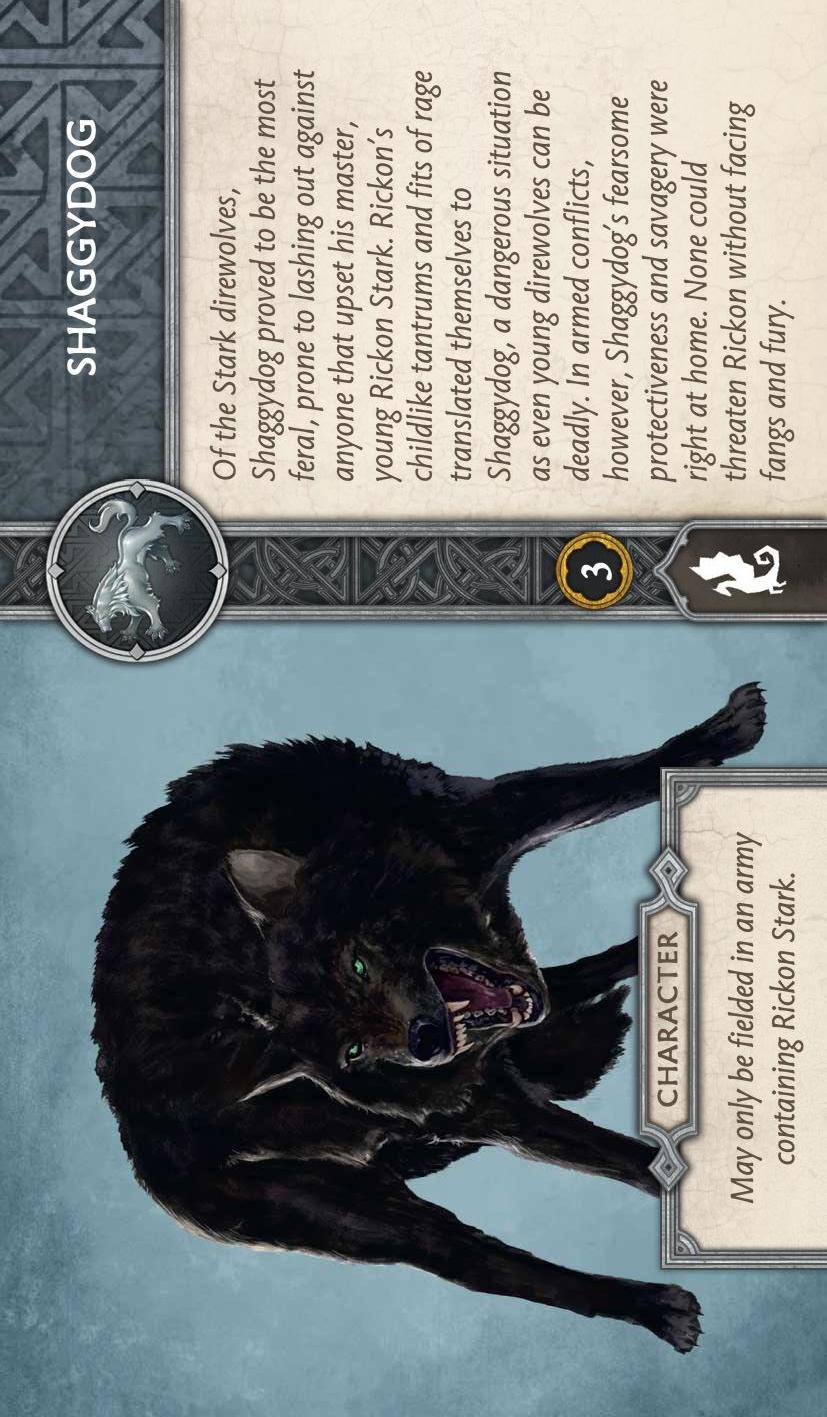 SHAGGYDOG
Of the Stark direwolves,
Shaggydog proved to be the most
feral, prone to lashing out against
anyone that upset his master,
young Rickon Stark. Rickon's
childlike tantrums and fits of rage
translated themselves to
Shaggydog, a dangerous situation
as even young direwolves can be
deadly. In armed conflicts,
however, Shaggydog's fearsome
protectiveness and savagery were
right at home. None could
threaten Rickon without facing
fangs and fury.
3
CHARACTER
May only be fielded in an army
containing Rickon Stark.